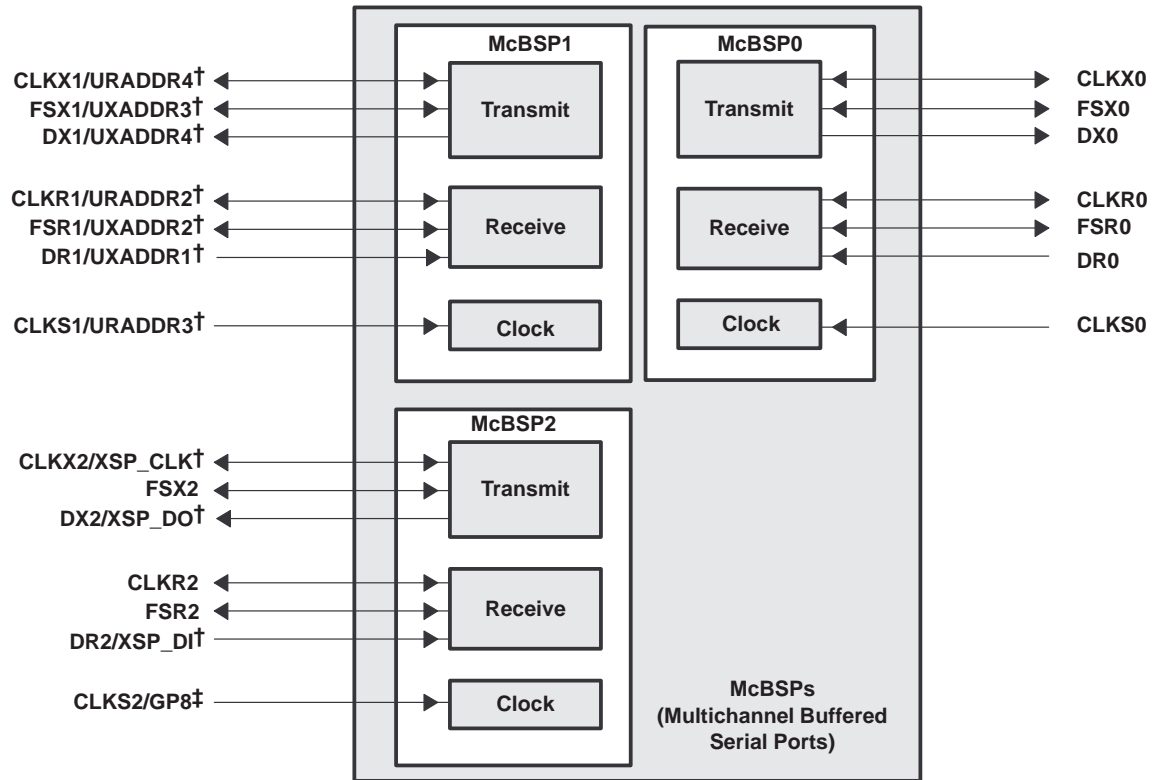 McBSP1
McBSP0
CLKX1/URADDR4†
FSX1/UXADDR3†
DX1/UXADDR4†
Transmit
Transmit
CLKX0
FSX0
DX0
CLKR1/URADDR2†
FSR1/UXADDR2†
DR1/UXADDR1†
Receive
Receive
CLKR0
FSR0
DR0
CLKS1/URADDR3†
Clock
Clock
CLKS0
McBSP2
CLKX2/XSP_CLK†
FSX2
DX2/XSP_DO†
Transmit
CLKR2
FSR2
DR2/XSP_DI†
Receive
CLKS2/GP8‡
Clock
McBSPs
(Multichannel Buffered
Serial Ports)